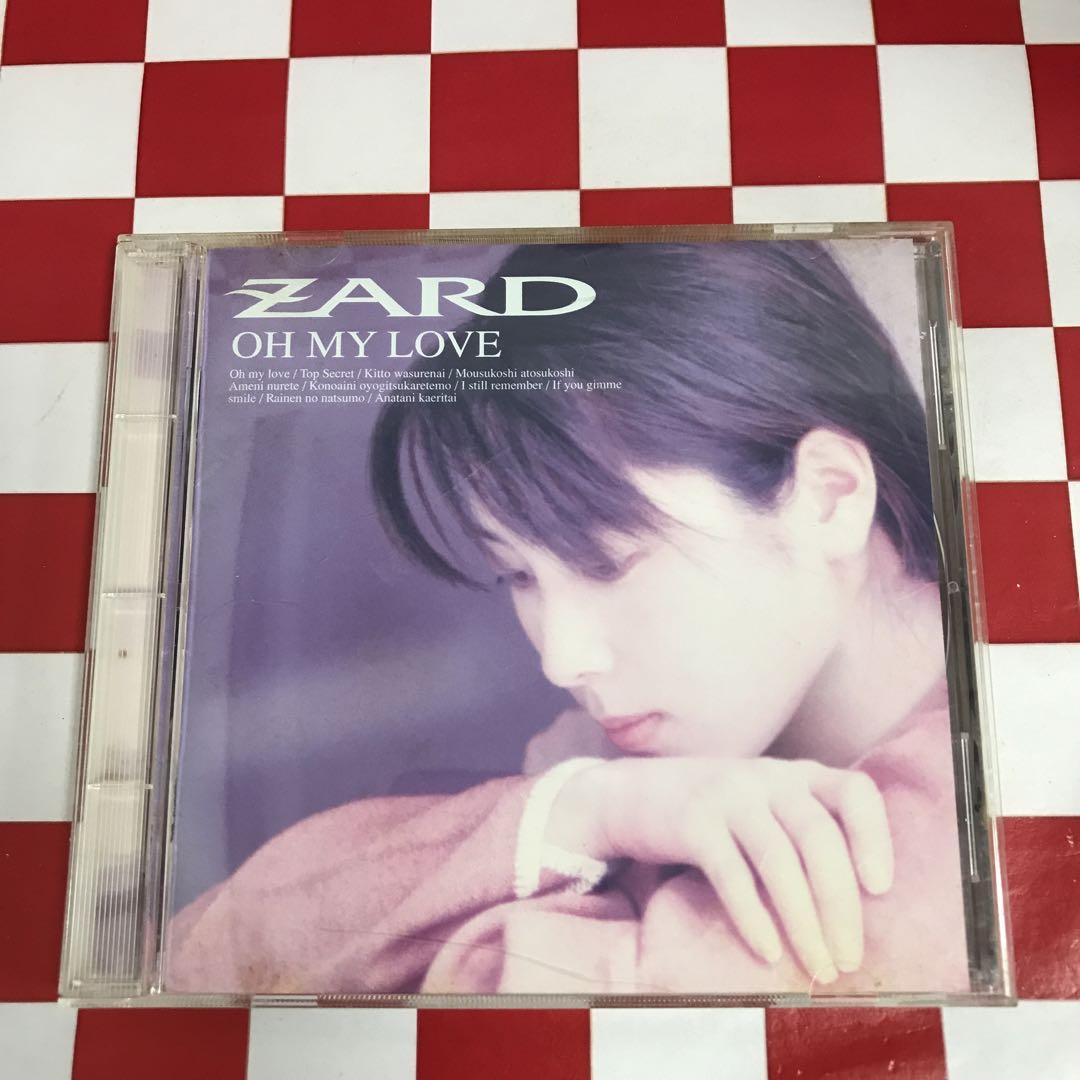 ZARD
OH MY LOVE
Oh my love / Top Secret / Kitto wasurenai / Mousukoshi atosukoshi
Ameni nurete / Konoaini oyogitsukaretemo / I still remember / If you gimme
smile / Rainen no natsumo / Anatani kaeritai